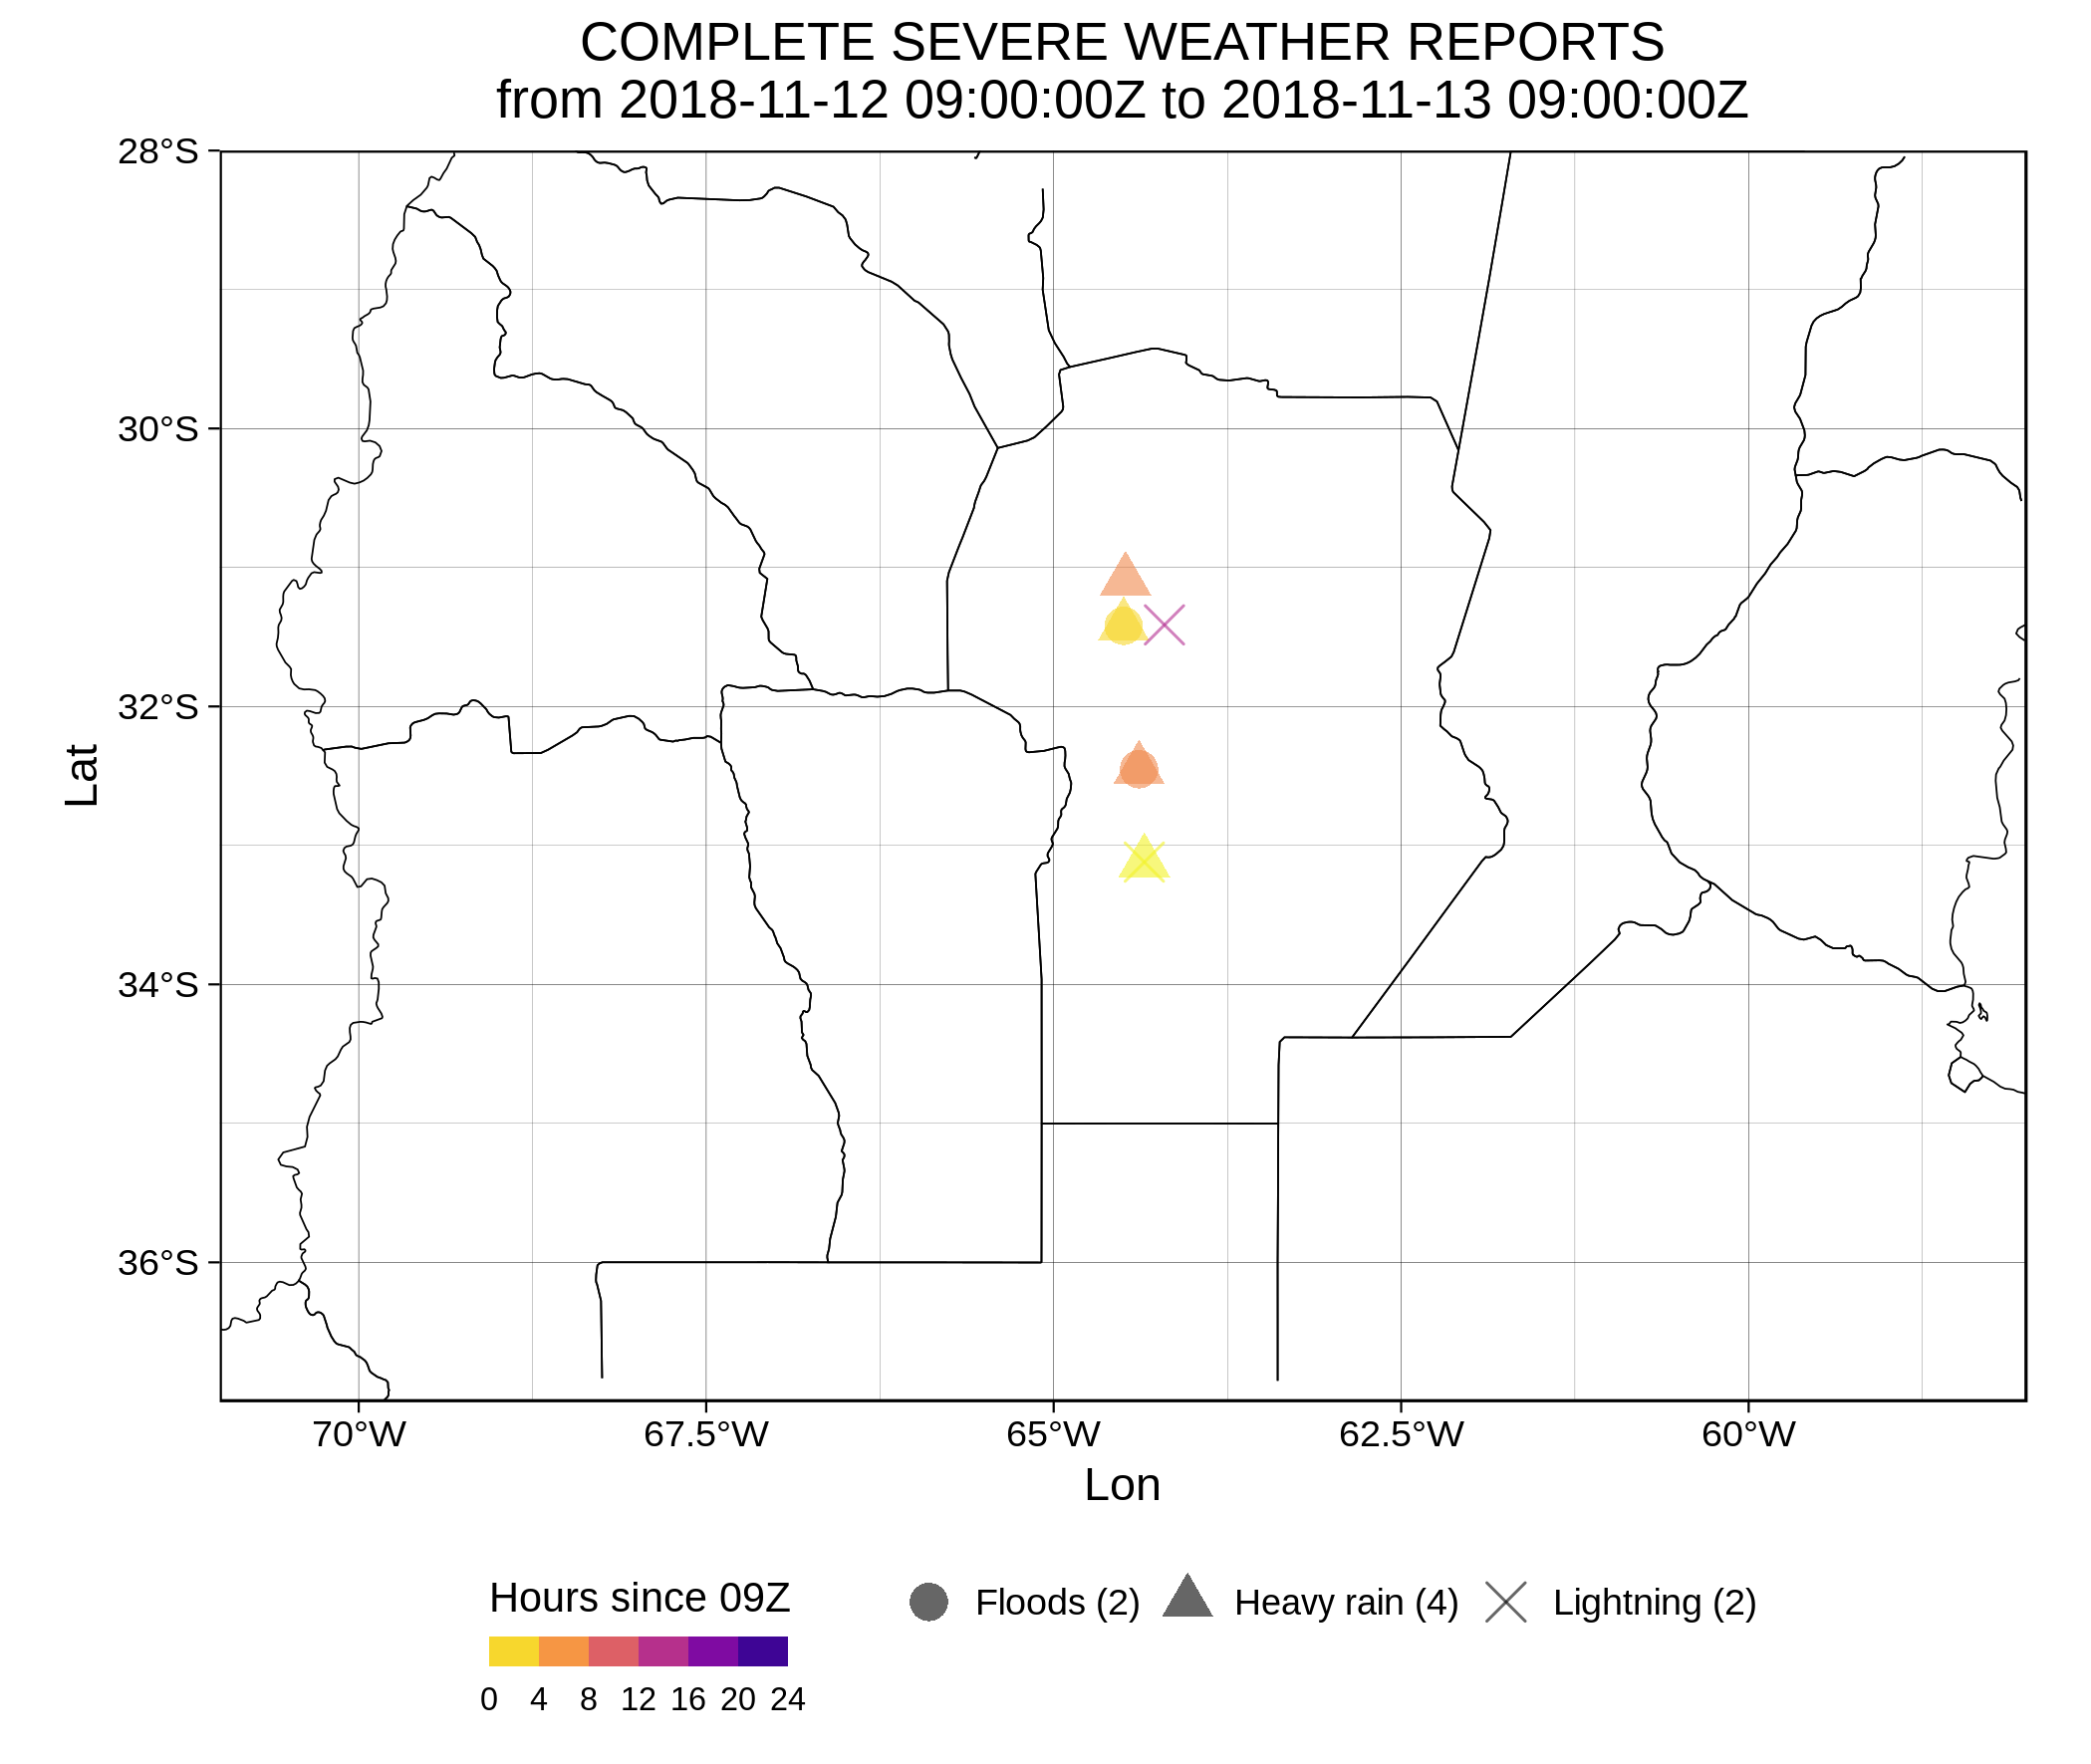 COMPLETE SEVERE WEATHER REPORTS
from 2018-11-12 09:00:00Z to 2018-11-13 09:00:00Z
28°S
30°S
32°S
34°S
36°S
Lat
70°W 67.5°W 65°W 62.5°W 60°W
Lon
Hours since 09Z
0 4 8 12 16 20 24
Floods (2) Heavy rain (4) Lightning (2)